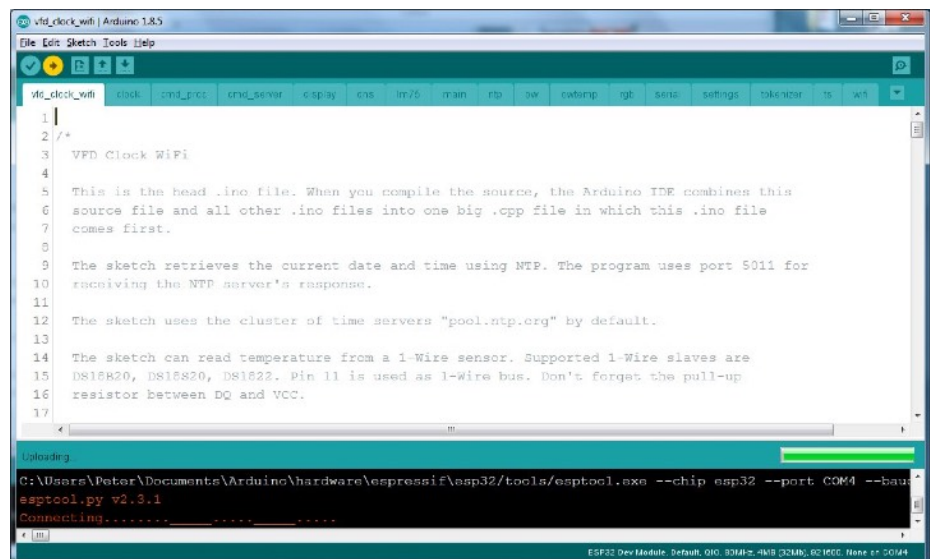 vfd_clock_wifi | Arduino 1.8.5
File Edit Sketch Tools Help
vfd_clock_wifi clock cmd_proc cmd_server display dns lm75 main ntp ow owtemp rgb serial settings tokenizer ts wifi
1
2 /*
3 VFD Clock WiFi
4
5 This is the head .ino file. When you compile the source, the Arduino IDE combines this
6 source file and all other .ino files into one big .cpp file in which this .ino file
7 comes first.
8
9 The sketch retrieves the current date and time using NTP. The program uses port 5011 for
10 receiving the NTP server's response.
11
12 The sketch uses the cluster of time servers "pool.ntp.org" by default.
13
14 The sketch can read temperature from a 1-Wire sensor. Supported 1-Wire slaves are
15 DS18B20, DS18S20, DS1822. Pin 11 is used as 1-Wire bus. Don't forget the pull-up
16 resistor between DQ and VCC.
17
Uploading...
C:\Users\Peter\Documents\Arduino\hardware\espressif\esp32/tools/esptool.exe --chip esp32 --port COM4 --baud
esptool.py v2.3.1
Connecting........_____....._____.....
ESP32 Dev Module, Default, QIO, 80MHz, 4MB (32Mb), 921600, None on COM4